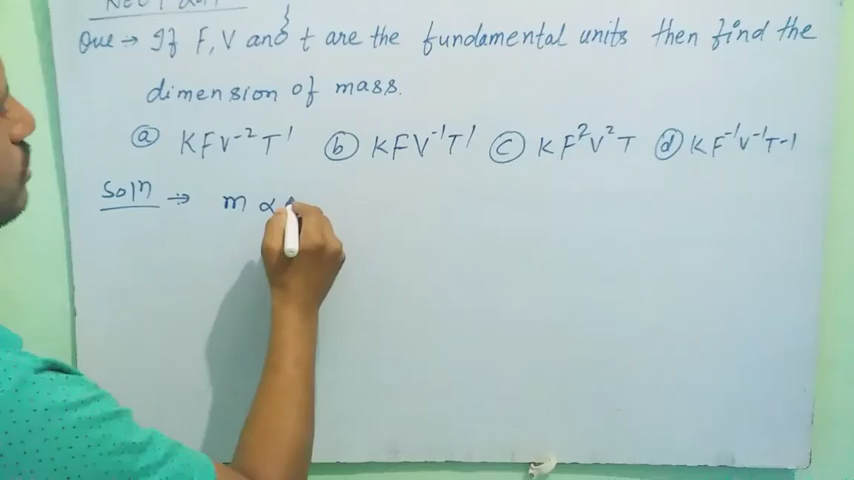 Que → If F, V and t are the fundamental units then find the
dimension of mass.
ⓐ KFV⁻²T¹ ⓑ KFV⁻¹T¹ ⓒ KF²V²T ⓓ KF⁻¹V⁻¹T-1
Soln → m ∝